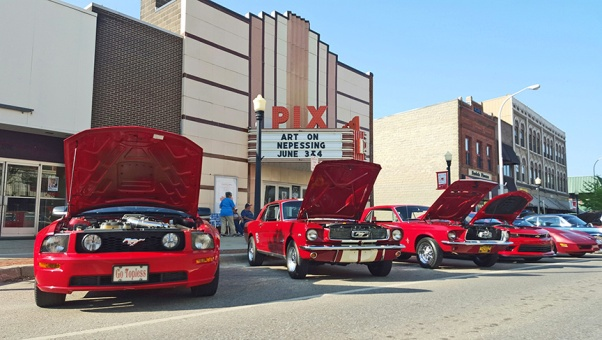 PIX
ART ON
NEPESSING
JUNE 3&4
Go Topless